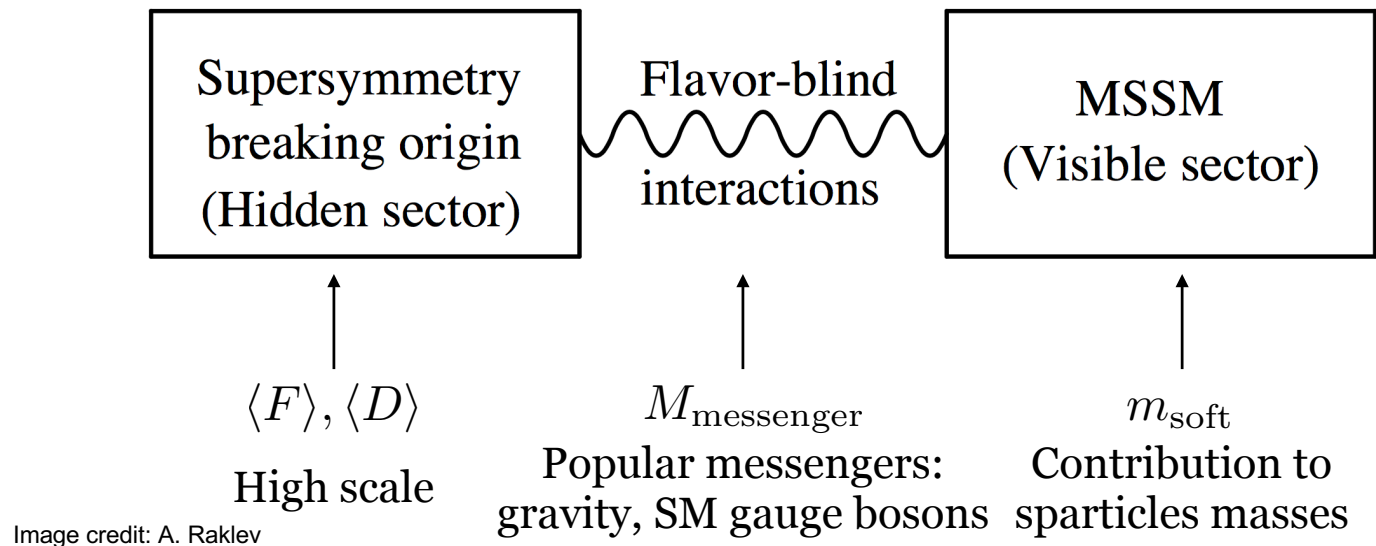 Supersymmetry
breaking origin
(Hidden sector)
Flavor-blind
interactions
MSSM
(Visible sector)
⟨F⟩, ⟨D⟩
High scale
M_messenger
Popular messengers:
gravity, SM gauge bosons
m_soft
Contribution to
sparticles masses
Image credit: A. Raklev